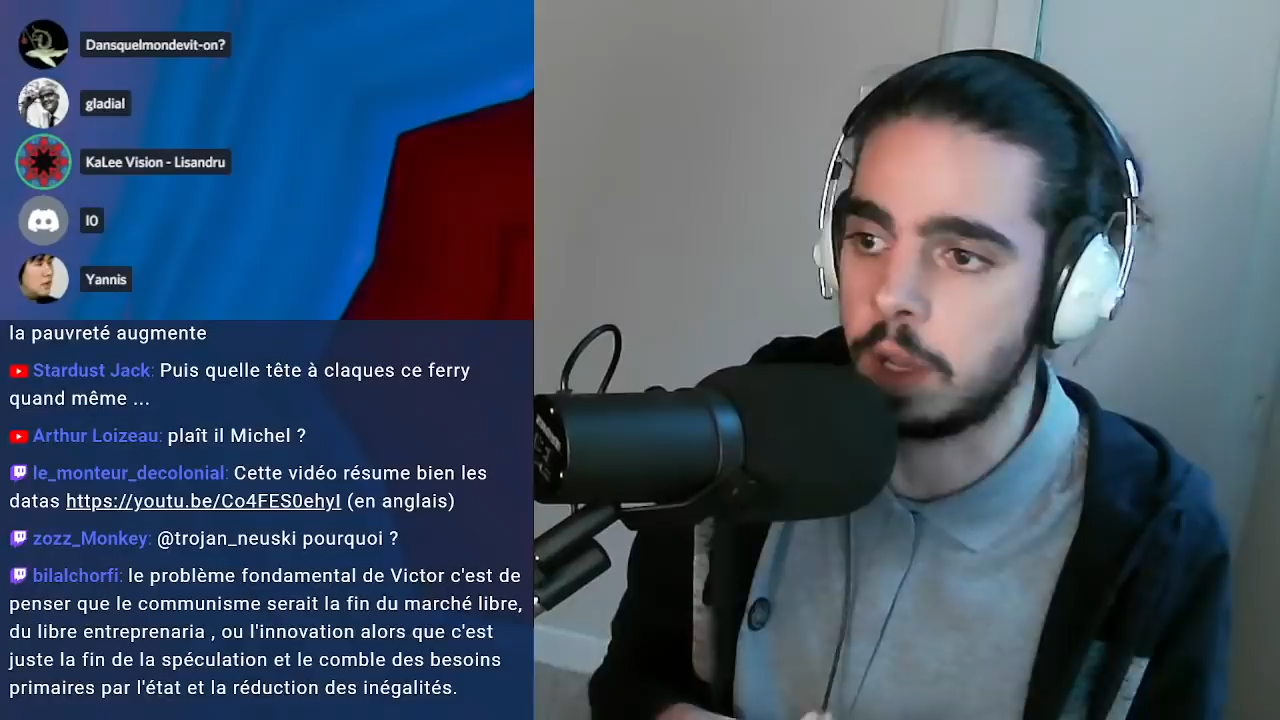 Dansquelmondevit-on?
gladial
KaLee Vision - Lisandru
IO
Yannis
la pauvreté augmente
Stardust Jack: Puis quelle tête à claques ce ferry
quand même ...
Arthur Loizeau: plaît il Michel ?
le_monteur_decolonial: Cette vidéo résume bien les
datas https://youtu.be/Co4FES0ehyI (en anglais)
zozz_Monkey: @trojan_neuski pourquoi ?
bilalchorfi: le problème fondamental de Victor c'est de
penser que le communisme serait la fin du marché libre,
du libre entreprenaria , ou l'innovation alors que c'est
juste la fin de la spéculation et le comble des besoins
primaires par l'état et la réduction des inégalités.